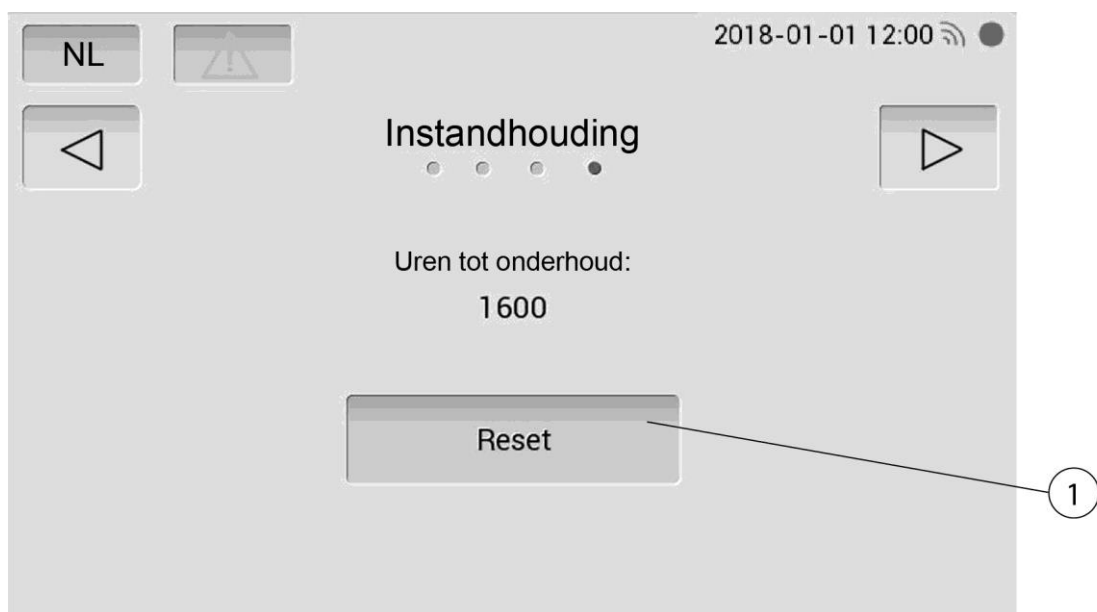 NL
2018-01-01 12:00
Instandhouding
Uren tot onderhoud:
1600
Reset
1